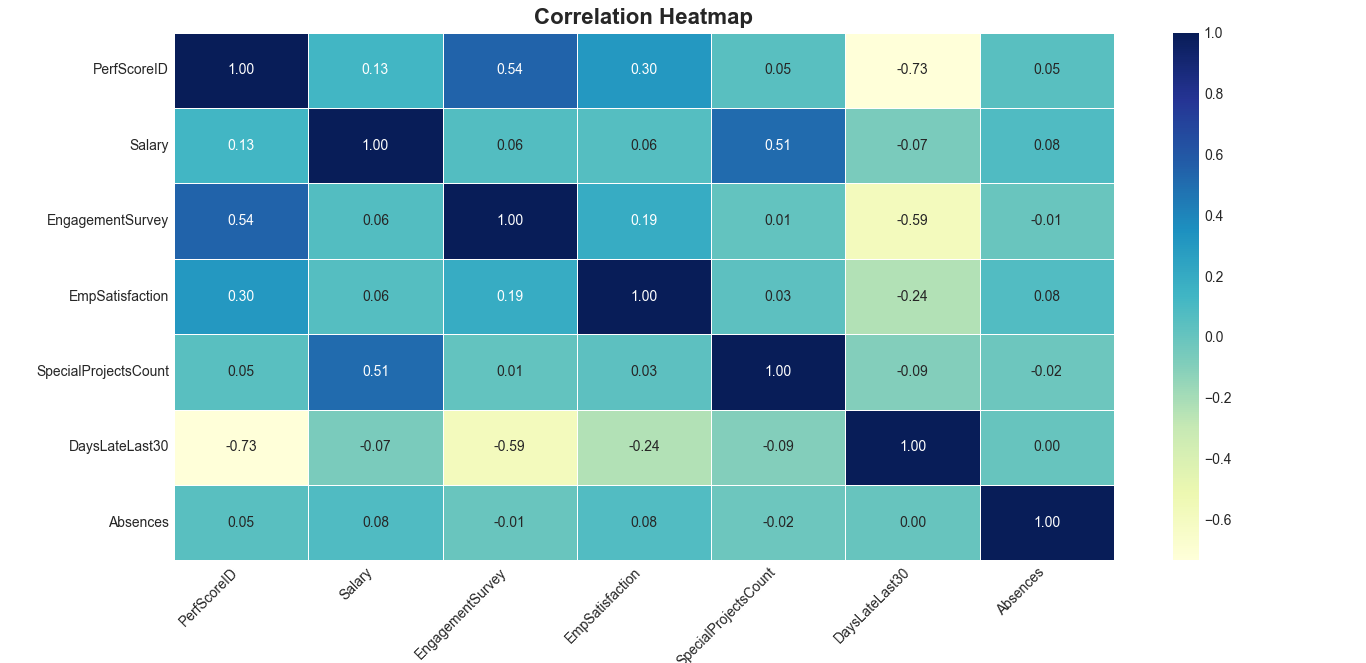 Correlation Heatmap
PerfScoreID 1.00 0.13 0.54 0.30 0.05 -0.73 0.05
Salary 0.13 1.00 0.06 0.06 0.51 -0.07 0.08
EngagementSurvey 0.54 0.06 1.00 0.19 0.01 -0.59 -0.01
EmpSatisfaction 0.30 0.06 0.19 1.00 0.03 -0.24 0.08
SpecialProjectsCount 0.05 0.51 0.01 0.03 1.00 -0.09 -0.02
DaysLateLast30 -0.73 -0.07 -0.59 -0.24 -0.09 1.00 0.00
Absences 0.05 0.08 -0.01 0.08 -0.02 0.00 1.00
PerfScoreID
Salary
EngagementSurvey
EmpSatisfaction
SpecialProjectsCount
DaysLateLast30
Absences
1.0
0.8
0.6
0.4
0.2
0.0
−0.2
−0.4
−0.6